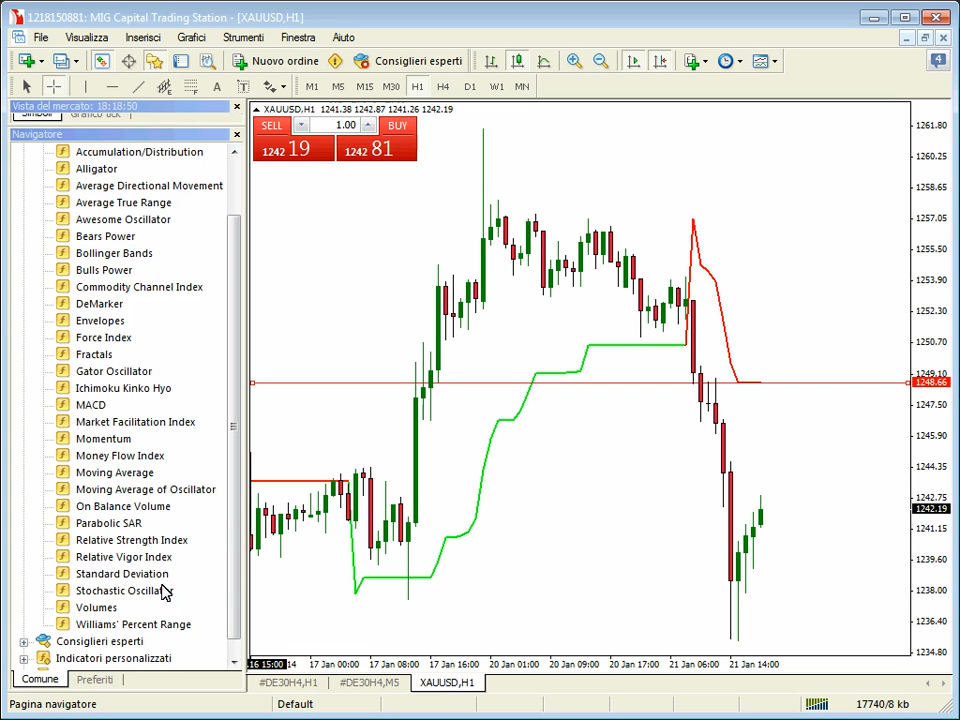 1218150881: MIG Capital Trading Station - [XAUUSD,H1]
File Visualizza Inserisci Grafici Strumenti Finestra Aiuto
Nuovo ordine Consiglieri esperti 4
A T M1 M5 M15 M30 H1 H4 D1 W1 MN
Vista del mercato: 18:18:50
Simboli Grafico tick
Navigatore
Accumulation/Distribution
Alligator
Average Directional Movement
Average True Range
Awesome Oscillator
Bears Power
Bollinger Bands
Bulls Power
Commodity Channel Index
DeMarker
Envelopes
Force Index
Fractals
Gator Oscillator
Ichimoku Kinko Hyo
MACD
Market Facilitation Index
Momentum
Money Flow Index
Moving Average
Moving Average of Oscillator
On Balance Volume
Parabolic SAR
Relative Strength Index
Relative Vigor Index
Standard Deviation
Stochastic Oscillator
Volumes
Williams' Percent Range
Consiglieri esperti
Indicatori personalizzati
Comune Preferiti
XAUUSD,H1 1241.38 1242.87 1241.26 1242.19
SELL 1.00 BUY
1242 19 1242 81
1261.80
1260.25
1258.65
1257.05
1255.50
1253.90
1252.30
1250.70
1249.10
1248.66
1247.50
1245.90
1244.35
1242.75
1242.19
1241.15
1239.60
1238.00
1236.40
1234.80
16 15:00 14 17 Jan 00:00 17 Jan 08:00 17 Jan 16:00 20 Jan 01:00 20 Jan 09:00 20 Jan 17:00 21 Jan 06:00 21 Jan 14:00
#DE30H4,H1 #DE30H4,M5 XAUUSD,H1
Pagina navigatore Default 17740/8 kb